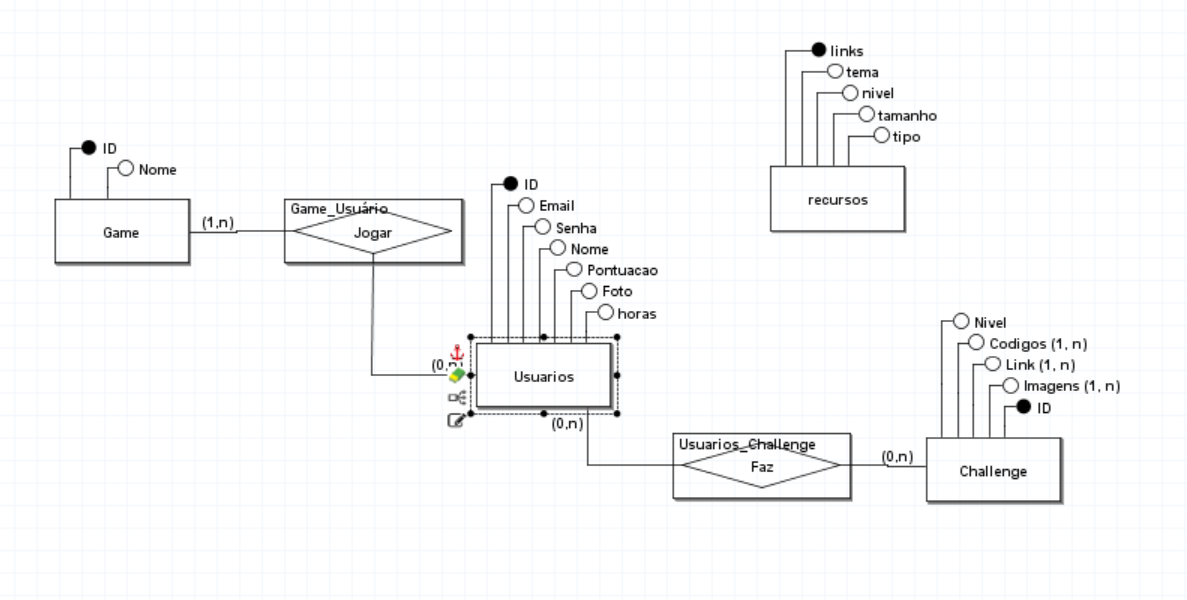 links
tema
nivel
tamanho
tipo
recursos
ID
Nome
Game
(1,n)
Game_Usuário
Jogar
ID
Email
Senha
Nome
Pontuacao
Foto
horas
(0,n)
Usuarios
(0,n)
Usuarios_Challenge
Faz
(0,n)
Nivel
Codigos (1, n)
Link (1, n)
Imagens (1, n)
ID
Challenge